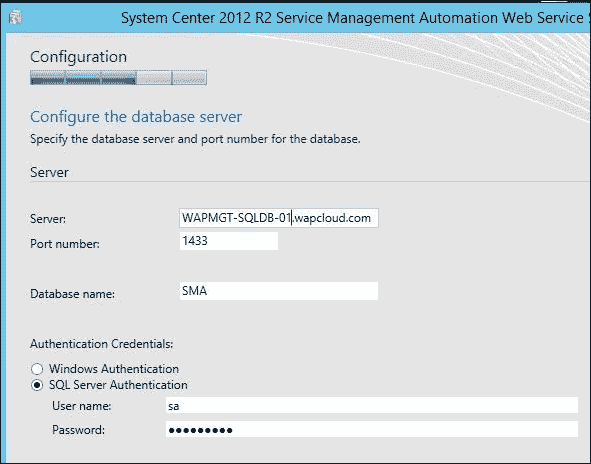 System Center 2012 R2 Service Management Automation Web Service S
Configuration
Configure the database server
Specify the database server and port number for the database.
Server
Server: WAPMGT-SQLDB-01.wapcloud.com
Port number: 1433
Database name: SMA
Authentication Credentials:
Windows Authentication
SQL Server Authentication
User name: sa
Password: ●●●●●●●●●